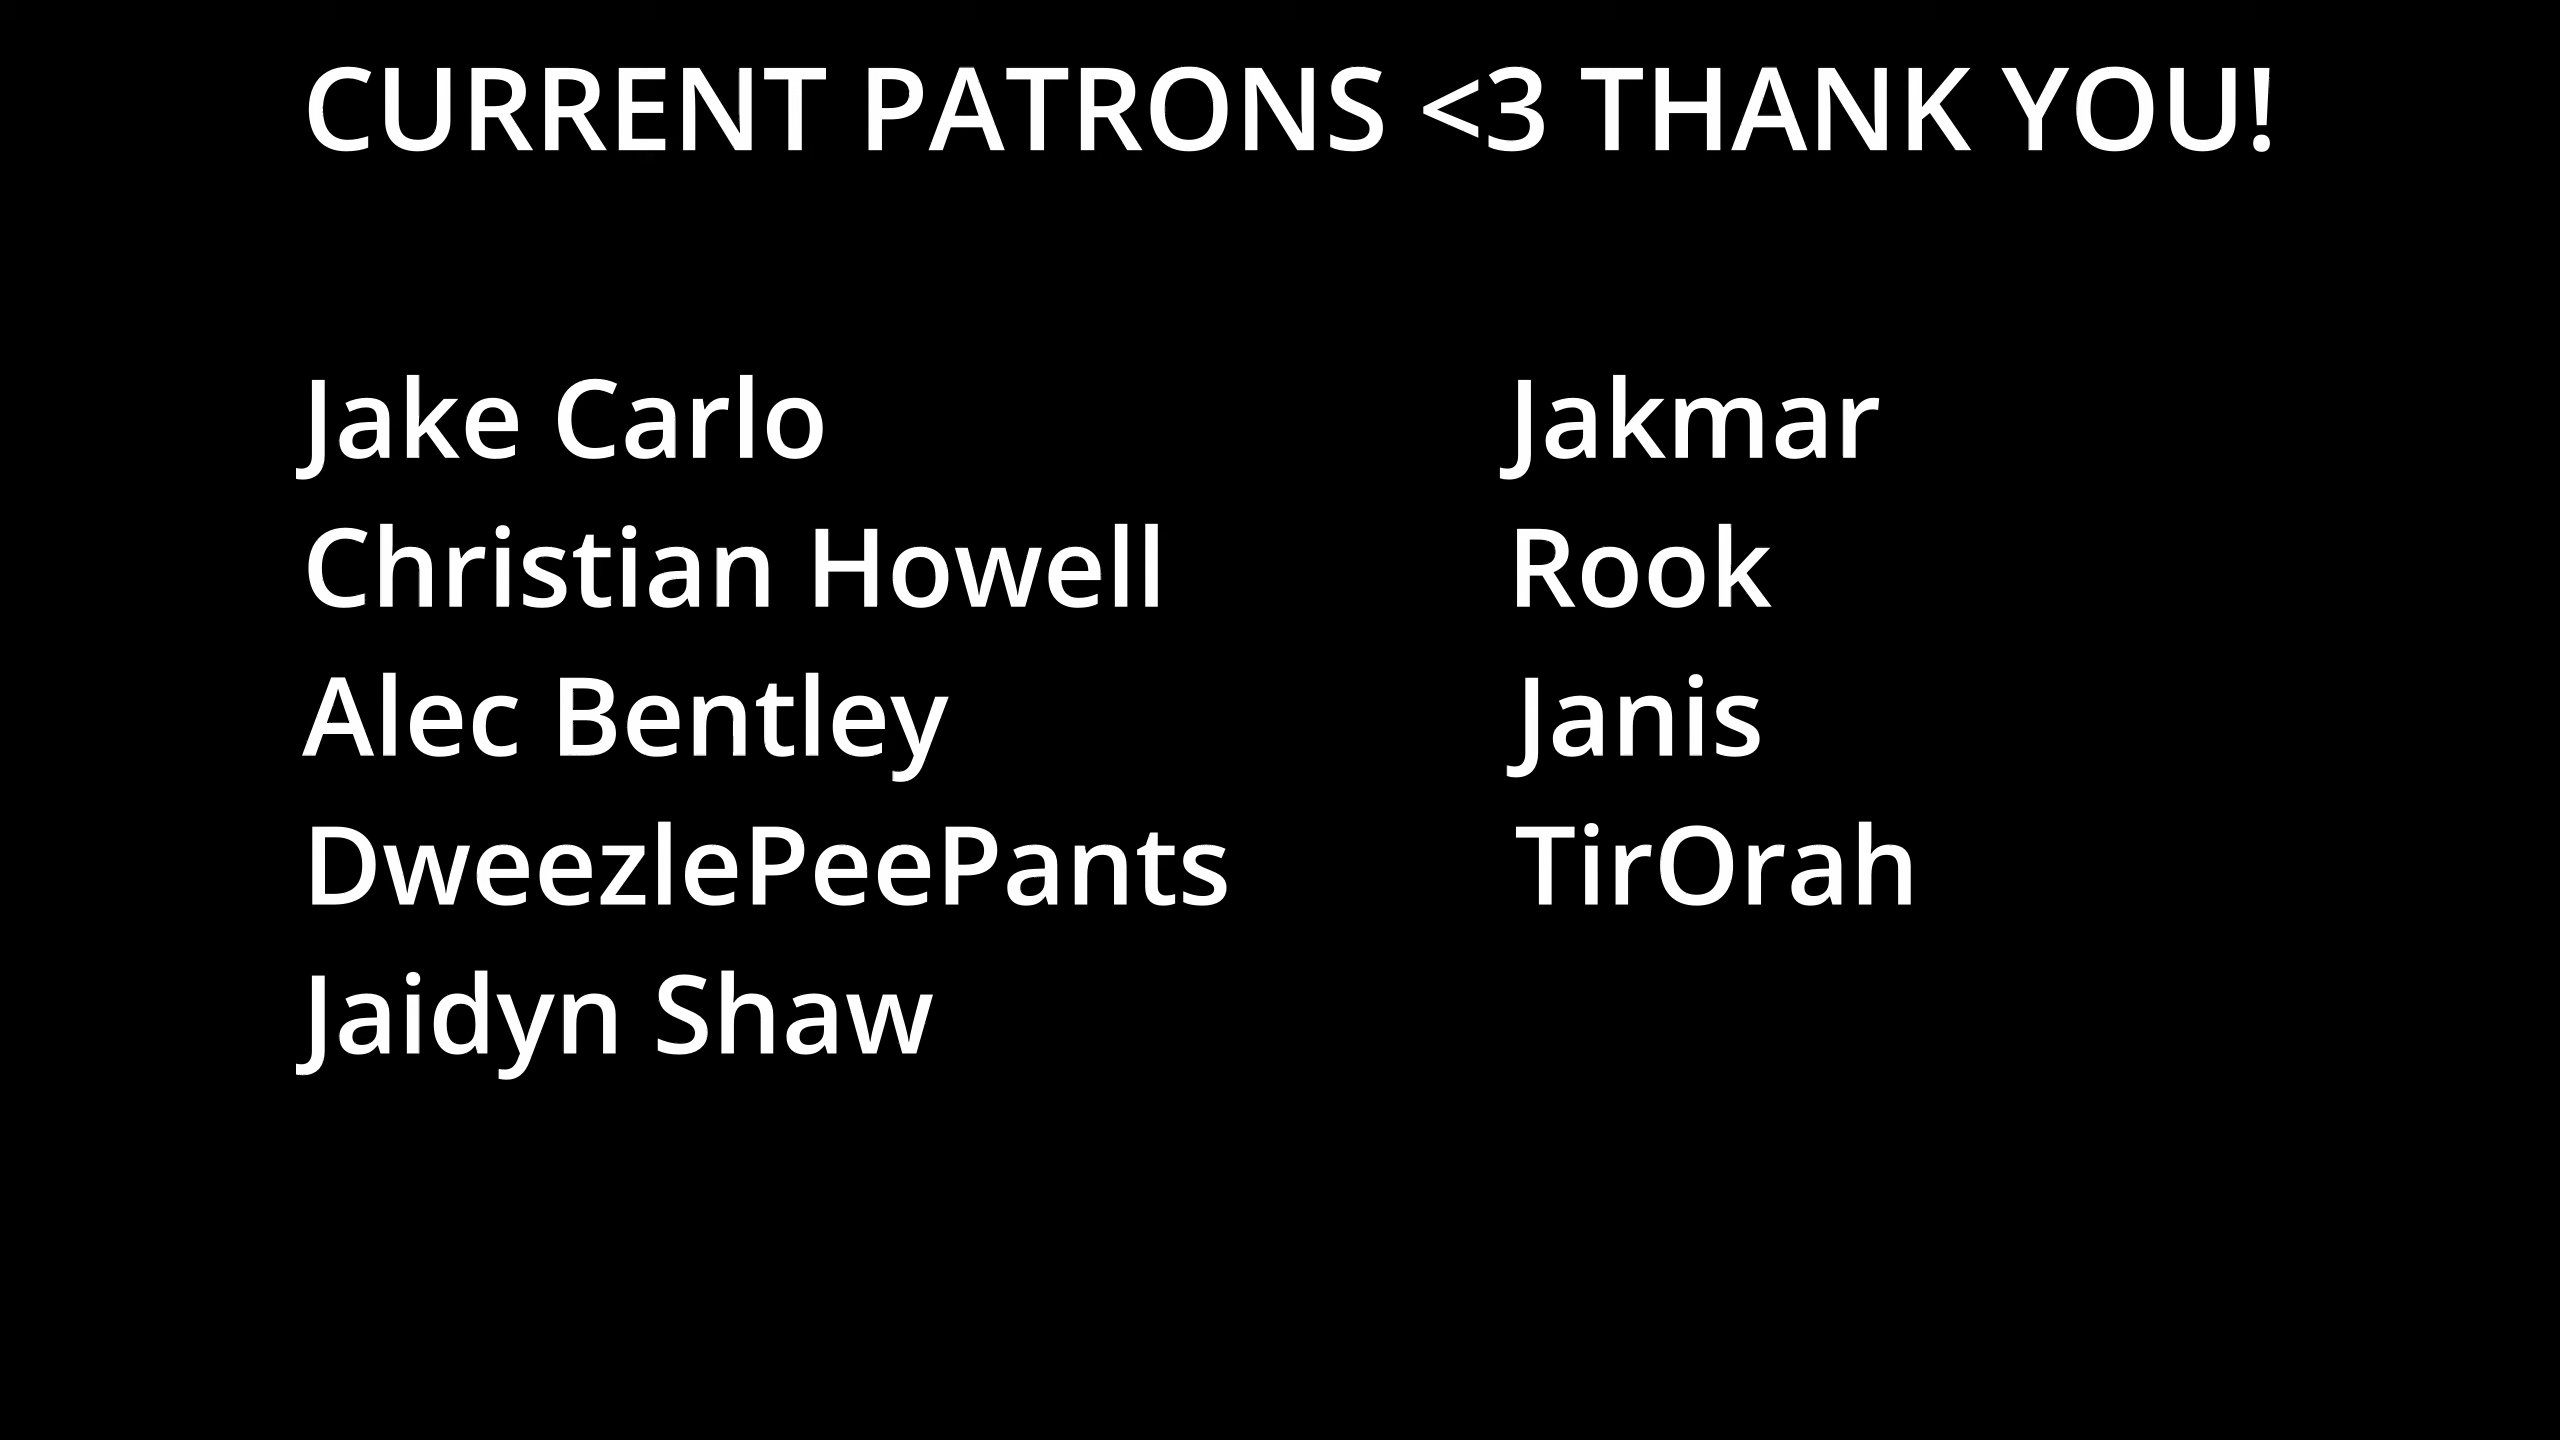 CURRENT PATRONS <3 THANK YOU!
Jake Carlo
Christian Howell
Alec Bentley
DweezlePeePants
Jaidyn Shaw
Jakmar
Rook
Janis
TirOrah